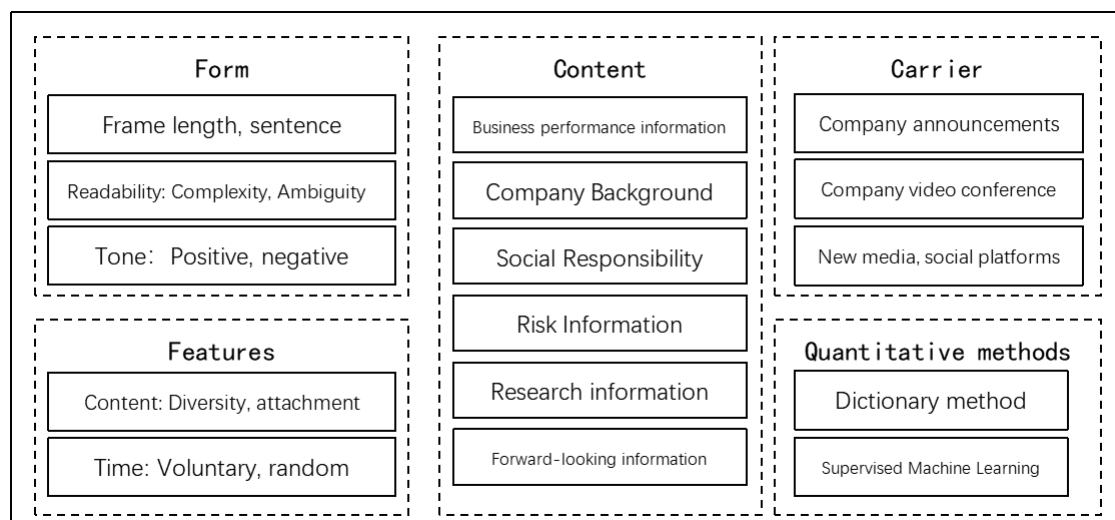 Form
Frame length, sentence
Readability: Complexity, Ambiguity
Tone： Positive, negative
Features
Content: Diversity, attachment
Time: Voluntary, random
Content
Business performance information
Company Background
Social Responsibility
Risk Information
Research information
Forward-looking information
Carrier
Company announcements
Company video conference
New media, social platforms
Quantitative methods
Dictionary method
Supervised Machine Learning